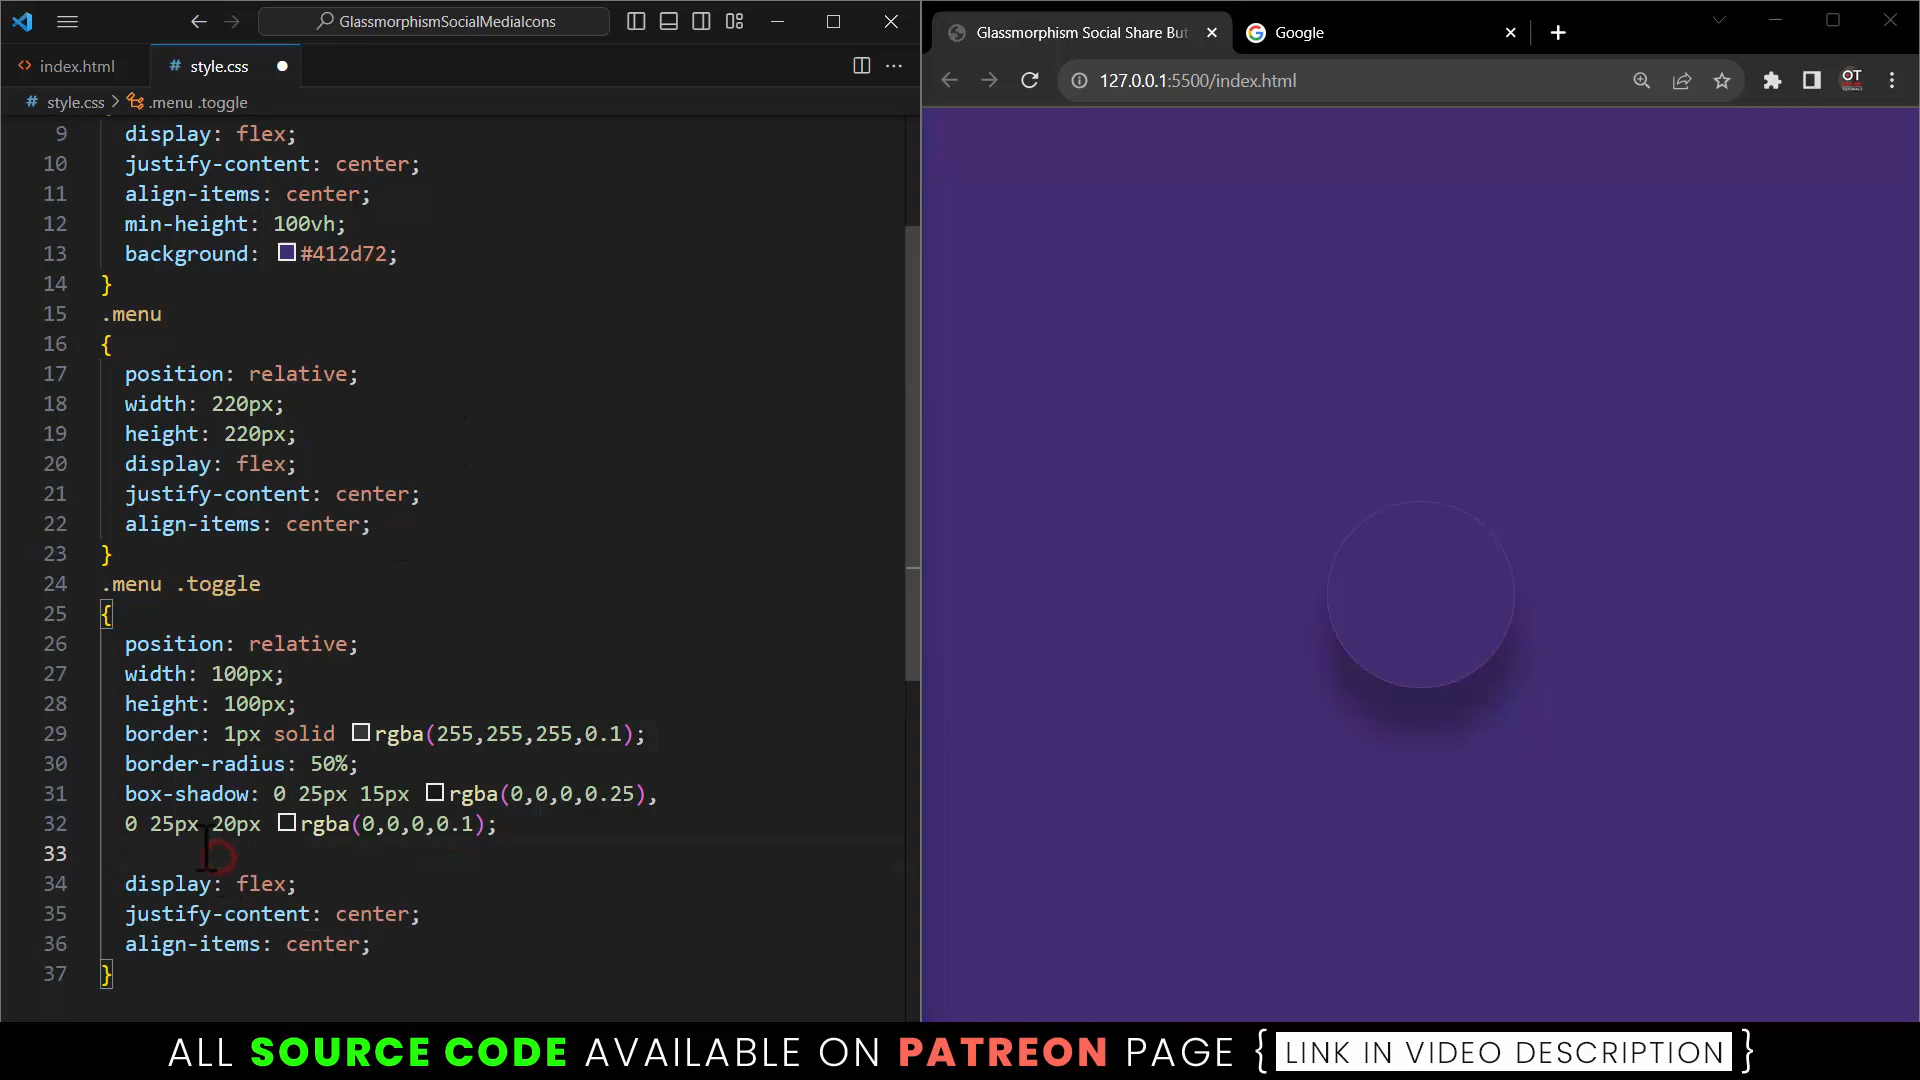 GlassmorphismSocialMediaIcons
index.html
# style.css
# style.css > .menu .toggle
9 display: flex;
10 justify-content: center;
11 align-items: center;
12 min-height: 100vh;
13 background: #412d72;
14 }
15 .menu
16 {
17 position: relative;
18 width: 220px;
19 height: 220px;
20 display: flex;
21 justify-content: center;
22 align-items: center;
23 }
24 .menu .toggle
25 {
26 position: relative;
27 width: 100px;
28 height: 100px;
29 border: 1px solid rgba(255,255,255,0.1);
30 border-radius: 50%;
31 box-shadow: 0 25px 15px rgba(0,0,0,0.25),
32 0 25px 20px rgba(0,0,0,0.1);
33
34 display: flex;
35 justify-content: center;
36 align-items: center;
37 }
Glassmorphism Social Share But
Google
127.0.0.1:5500/index.html
OT
ALL SOURCE CODE AVAILABLE ON PATREON PAGE { LINK IN VIDEO DESCRIPTION }